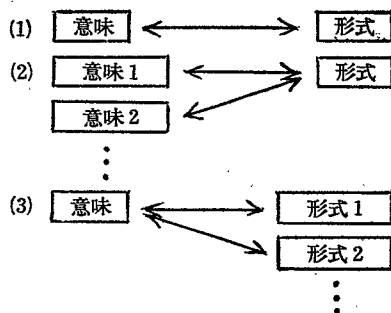 (1) 意味 形式
(2) 意味1 形式
意味2
(3) 意味 形式1
形式2